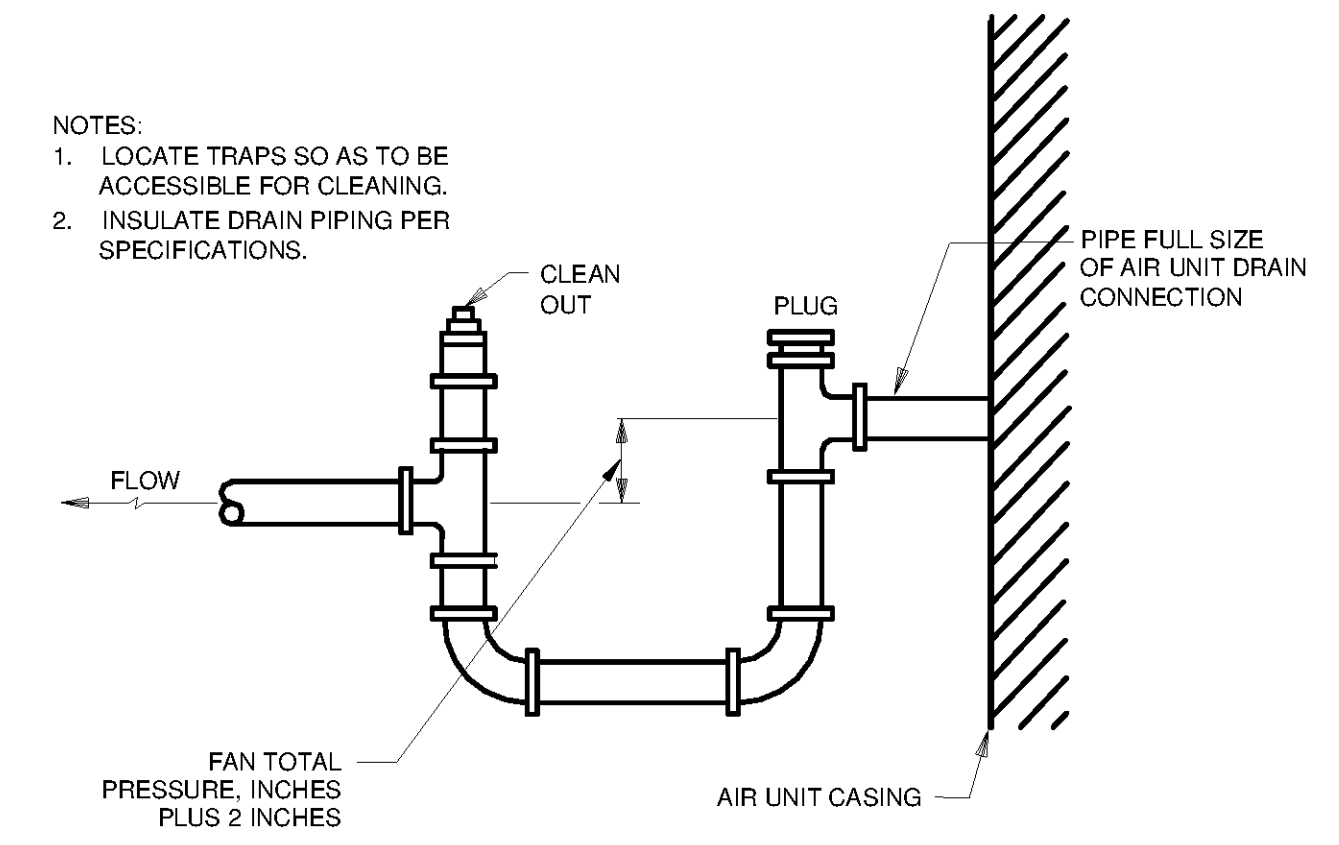 NOTES:
1. LOCATE TRAPS SO AS TO BE
ACCESSIBLE FOR CLEANING.
2. INSULATE DRAIN PIPING PER
SPECIFICATIONS.
CLEAN
OUT
PLUG
PIPE FULL SIZE
OF AIR UNIT DRAIN
CONNECTION
FLOW
FAN TOTAL
PRESSURE, INCHES
PLUS 2 INCHES
AIR UNIT CASING